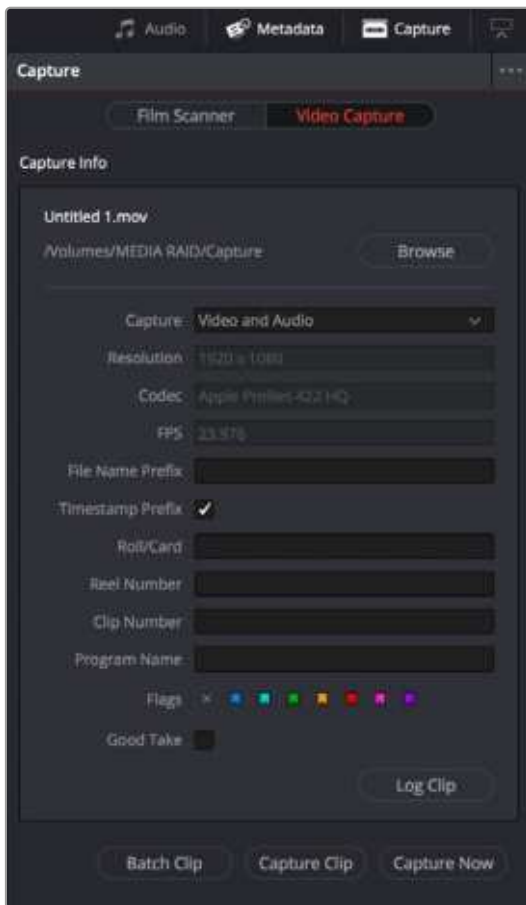 Audio Metadata Capture
Capture
Film Scanner Video Capture
Capture Info
Untitled 1.mov
/Volumes/MEDIA RAID/Capture Browse
Capture Video and Audio
Resolution 1920 x 1080
Codec Apple ProRes 422 HQ
FPS 23.976
File Name Prefix
Timestamp Prefix
Roll/Card
Reel Number
Clip Number
Program Name
Flags
Good Take
Log Clip
Batch Clip Capture Clip Capture Now